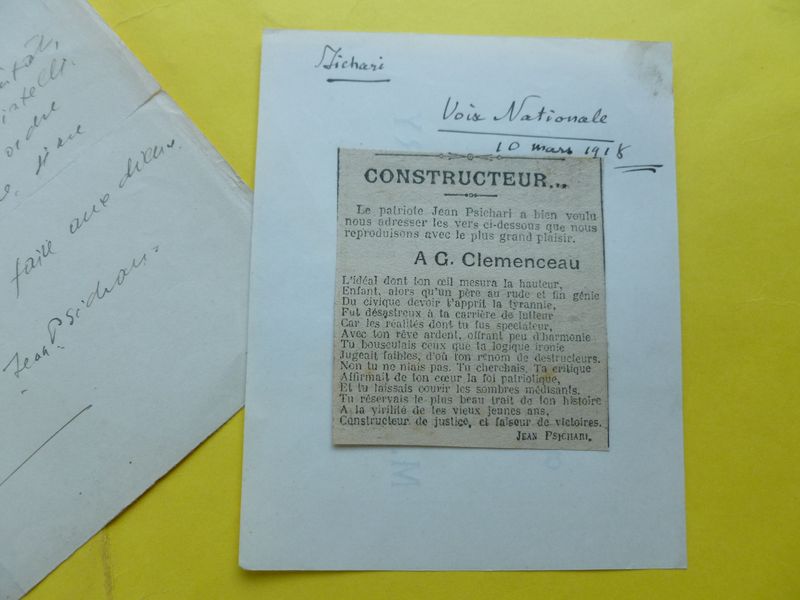 faire aux dieux.
Jean Psichari.
Psichari
Voix Nationale
10 mars 1918
CONSTRUCTEUR...
Le patriote Jean Psichari a bien voulu
nous adresser les vers ci-dessous que nous
reproduisons avec le plus grand plaisir.
A G. Clemenceau
L'idéal dont ton œil mesura la hauteur,
Enfant, alors qu'un père au rude et fin génie
Du civique devoir t'apprit la tyrannie,
Fut désastreux à ta carrière de lutteur
Car les réalités dont tu fus spectateur,
Avec ton rêve ardent, offrant peu d'harmonie
Tu bousculais ceux que ta logique ironie
Jugeait faibles, d'où ton renom de destructeurs.
Non tu ne niais pas. Tu cherchais. Ta critique
Affirmait de ton cœur la foi patriotique,
Et tu laissais courir les sombres médisants.
Tu réservais le plus beau trait de ton histoire
A la virilité de tes vieux jeunes ans,
Constructeur de justice, et faiseur de victoires.
JEAN PSICHARI.